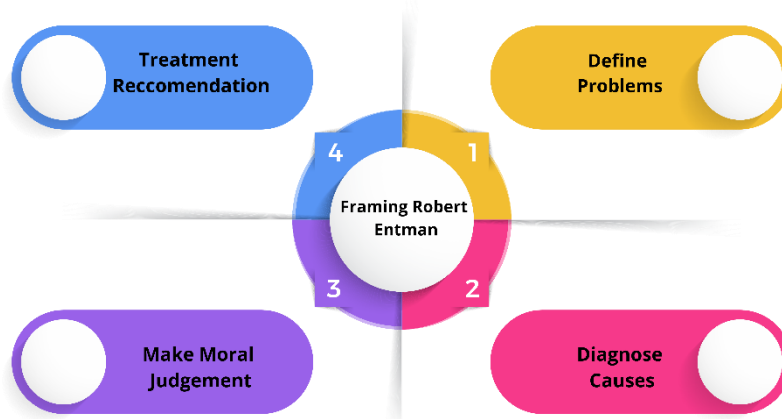 Treatment
Reccomendation
Define
Problems
4
1
Framing Robert
Entman
3
2
Make Moral
Judgement
Diagnose
Causes